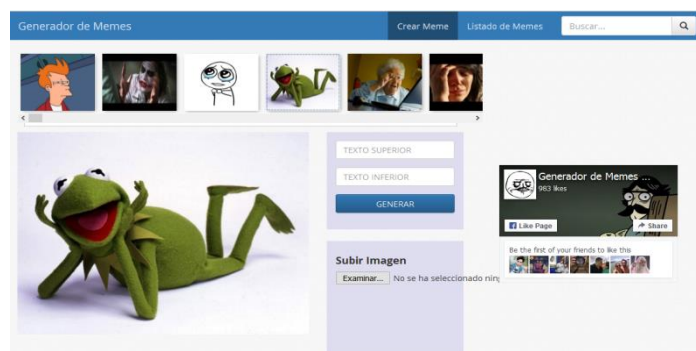 Generador de Memes
Crear Meme
Listado de Memes
Buscar...
TEXTO SUPERIOR
TEXTO INFERIOR
GENERAR
Subir Imagen
Examinar... No se ha seleccionado ning
Generador de Memes ...
983 likes
Like Page
Share
Be the first of your friends to like this